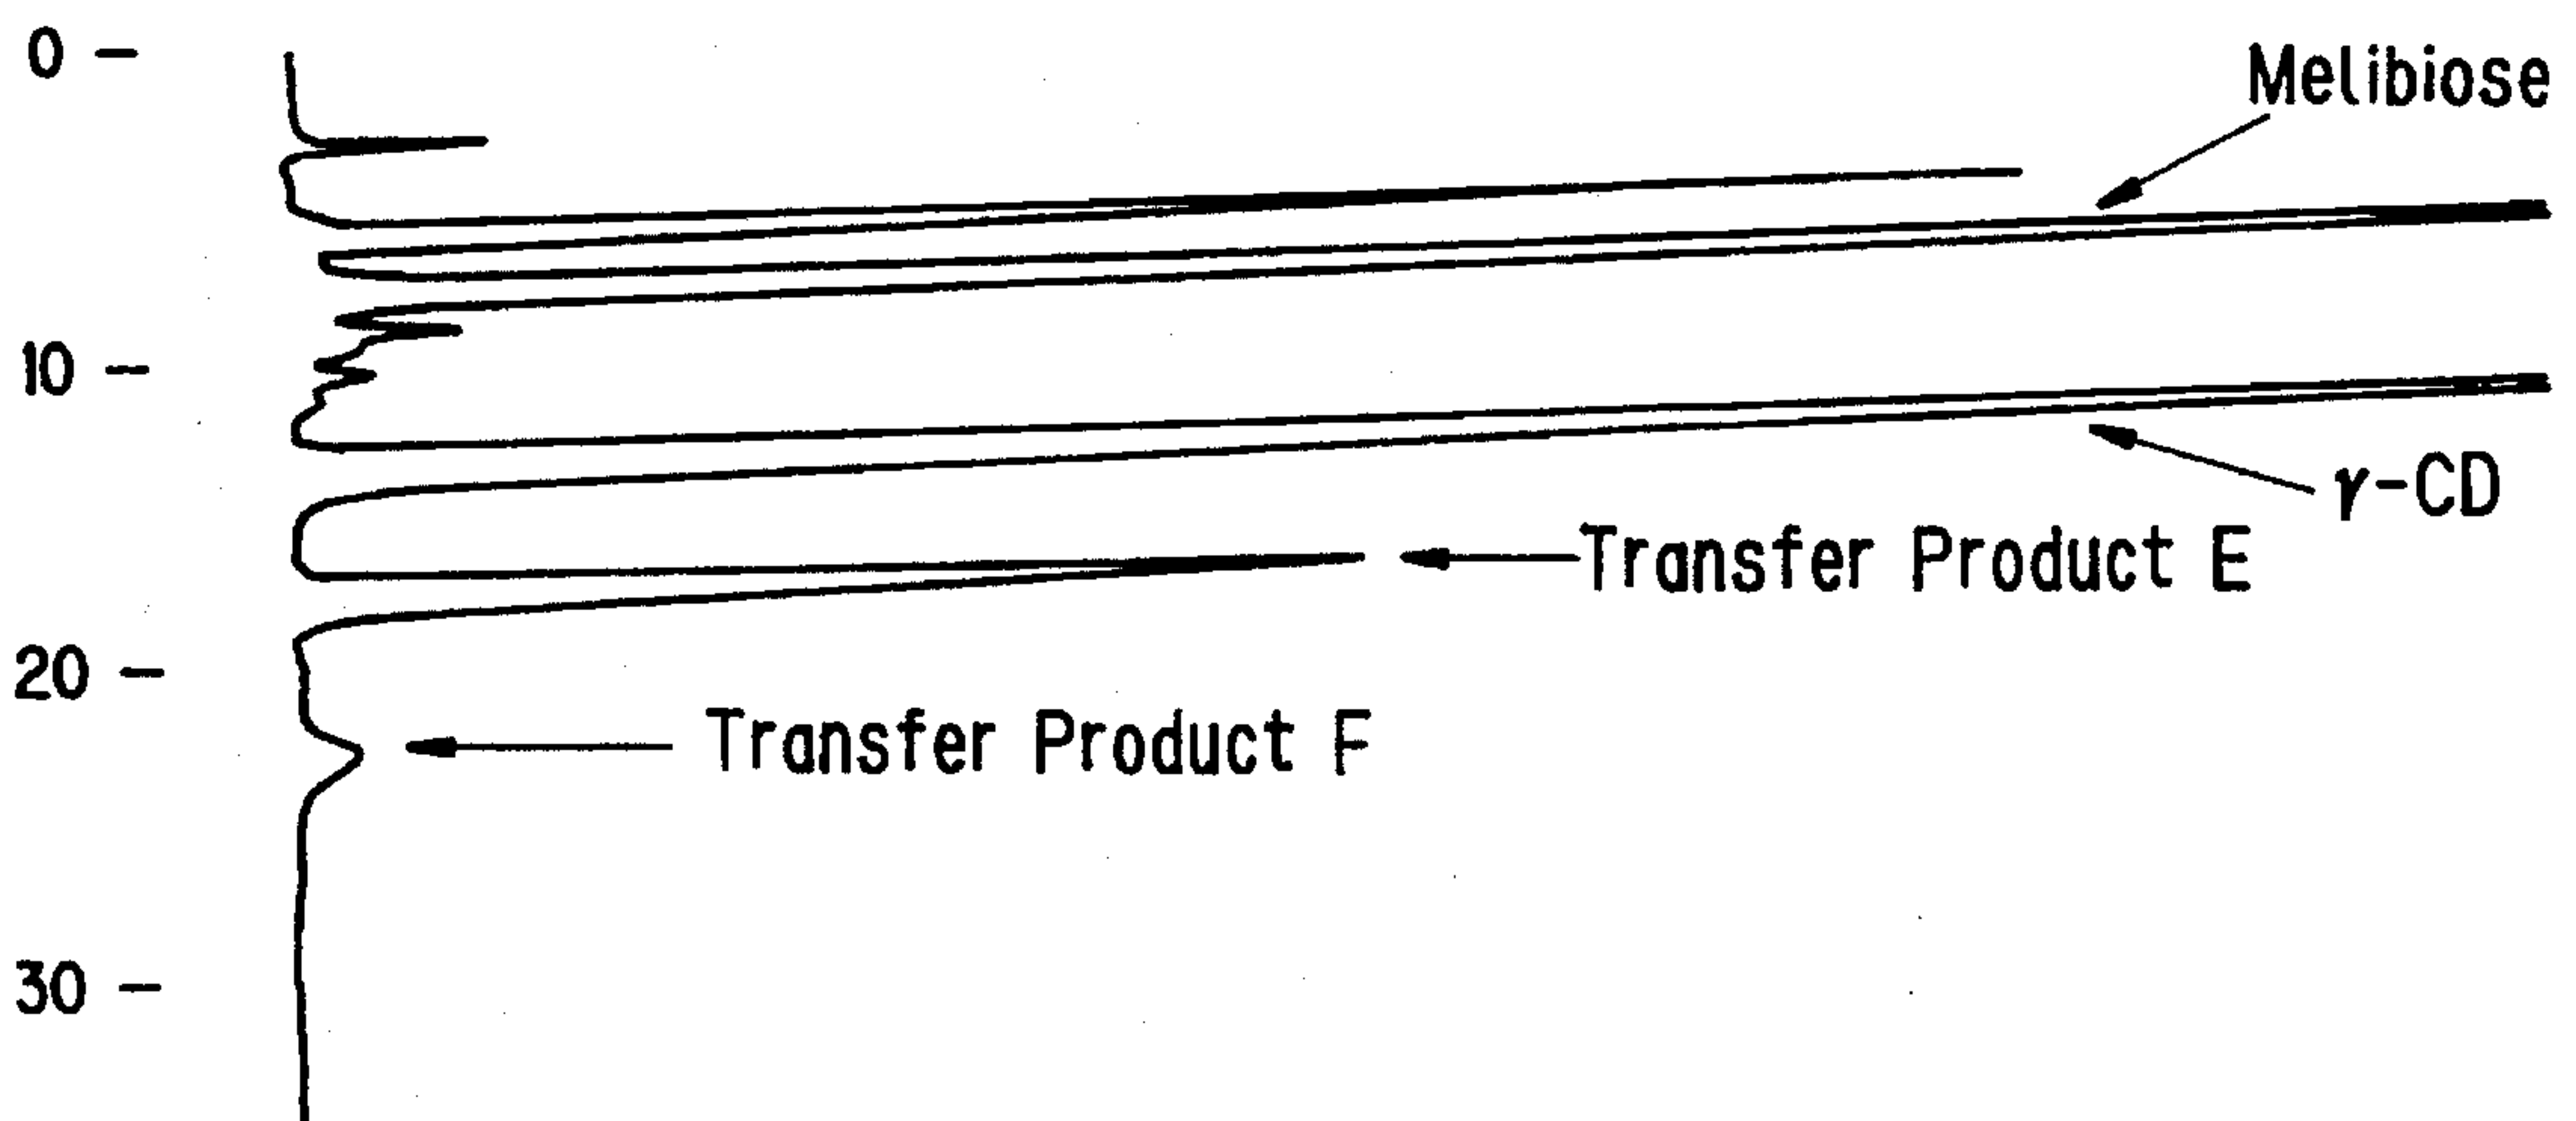 0 -
Melibiose
10 -
γ-CD
Transfer Product E
20 -
Transfer Product F
30 -